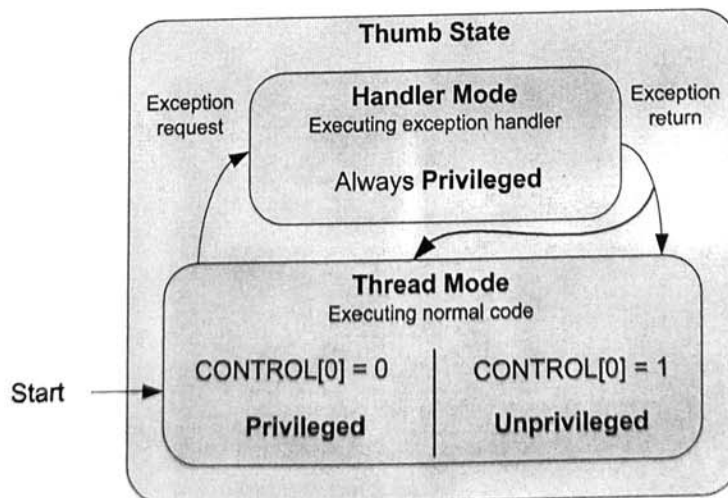 Thumb State
Exception
request
Handler Mode
Executing exception handler
Always Privileged
Exception
return
Thread Mode
Executing normal code
Start
CONTROL[0] = 0
Privileged
CONTROL[0] = 1
Unprivileged